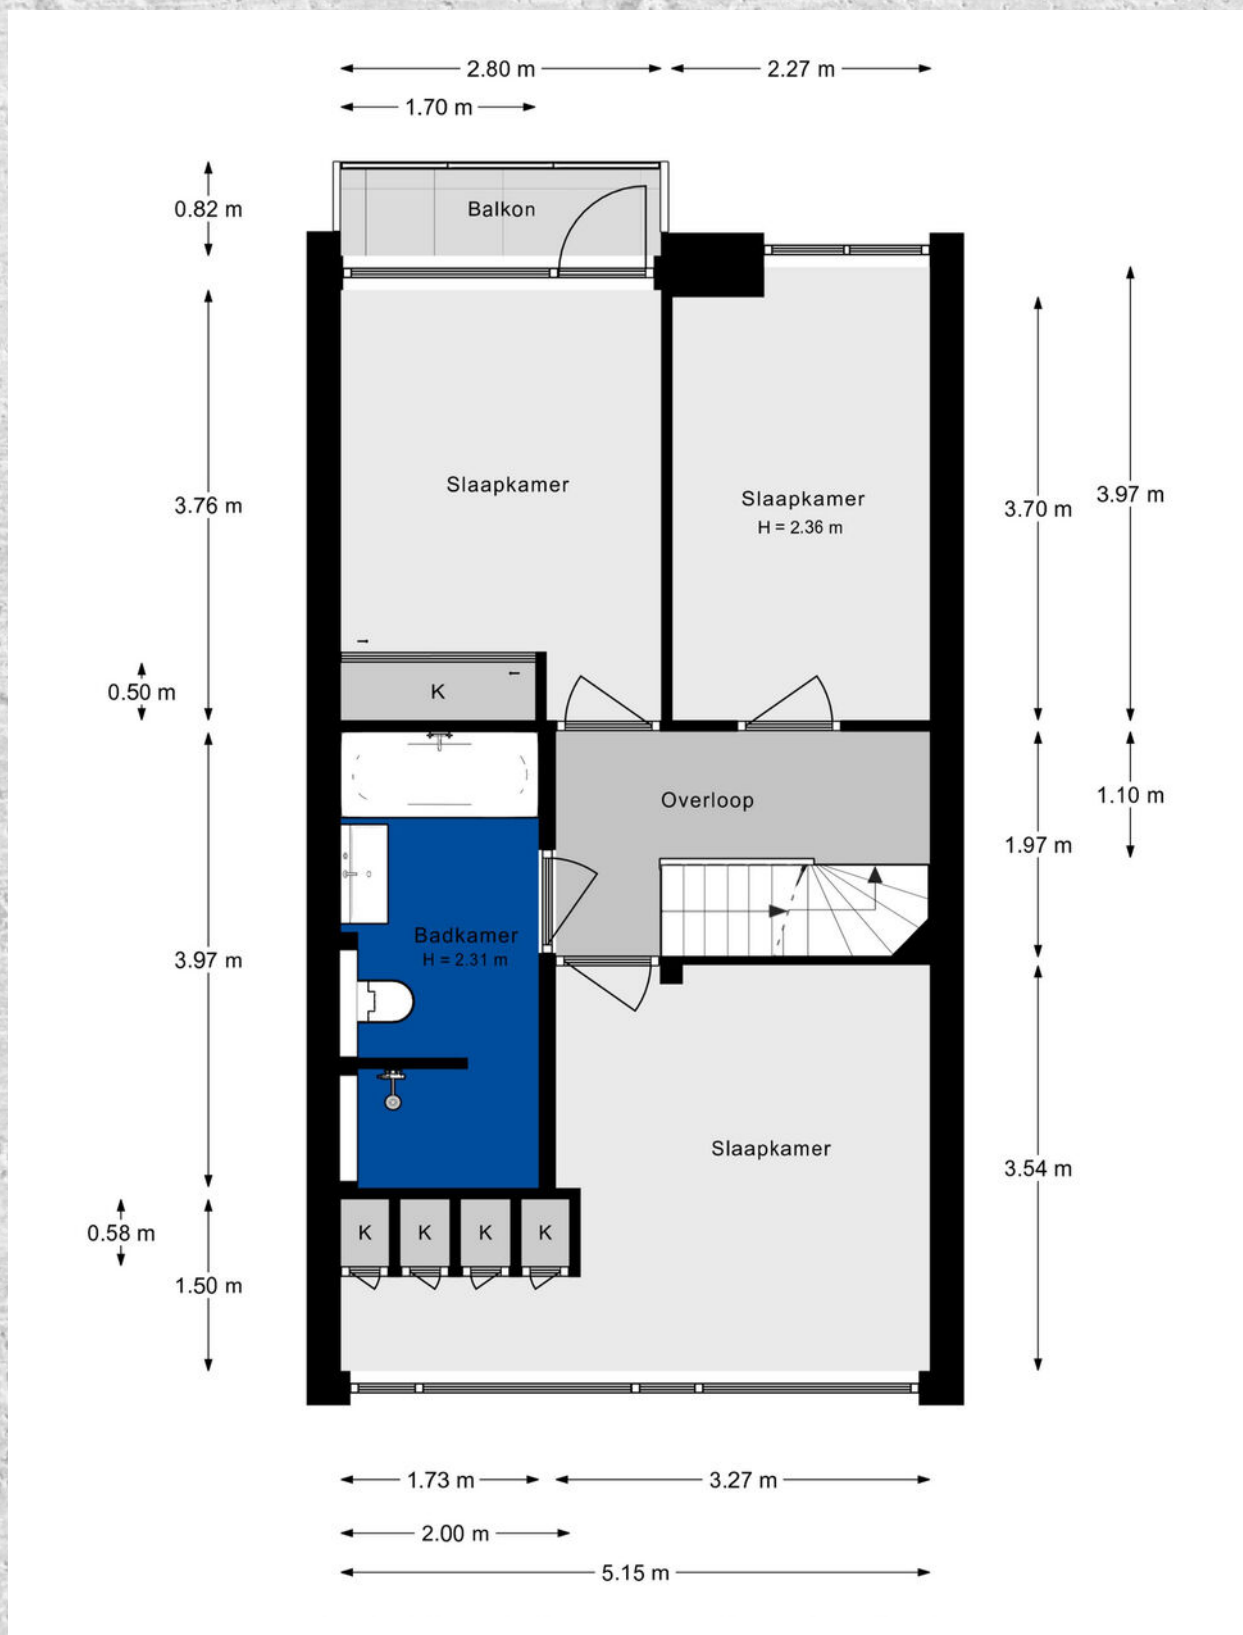 2.80 m
2.27 m
1.70 m
0.82 m
Balkon
3.76 m
Slaapkamer
Slaapkamer
H = 2.36 m
3.70 m
3.97 m
0.50 m
K
Overloop
1.10 m
1.97 m
Badkamer
H = 2.31 m
3.97 m
Slaapkamer
3.54 m
0.58 m
K K K K
1.50 m
1.73 m
3.27 m
2.00 m
5.15 m